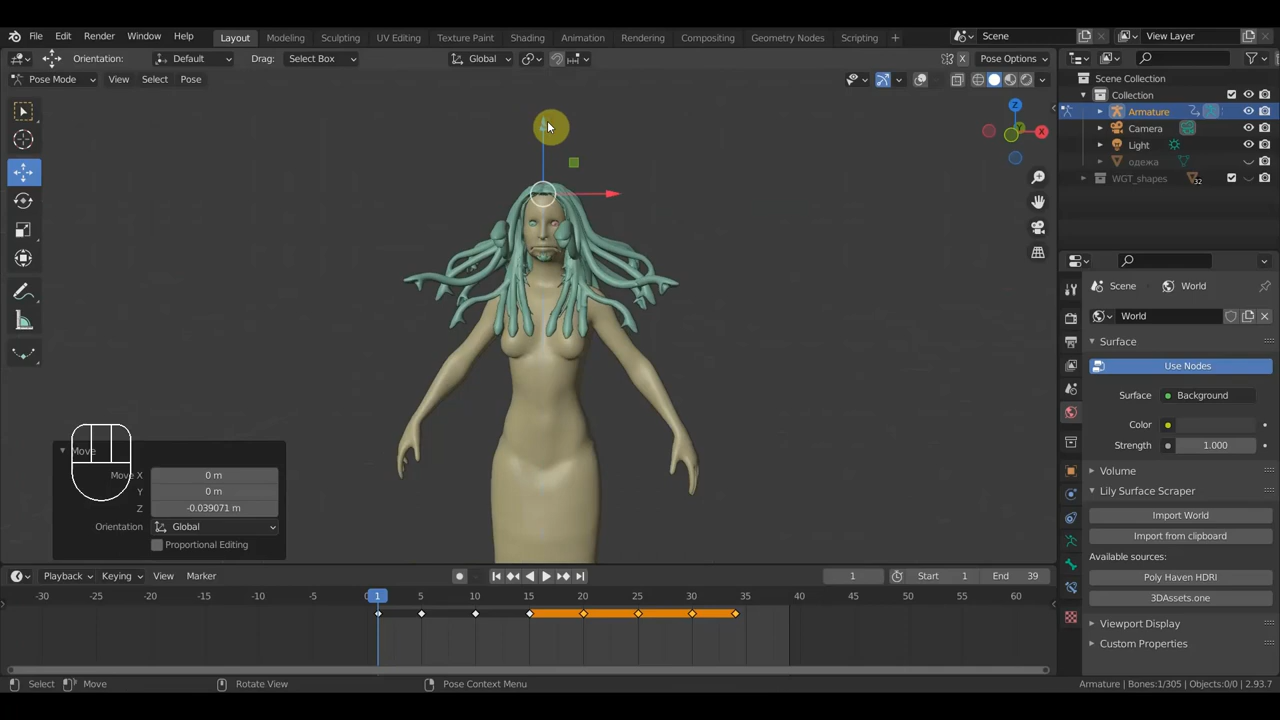 File Edit Render Window Help Layout Modeling Sculpting UV Editing Texture Paint Shading Animation Rendering Compositing Geometry Nodes Scripting + Scene View Layer
Orientation: Default Drag: Select Box Global X Pose Options
Pose Mode View Select Pose
Scene Collection
Collection
Armature
Camera
Light
одежа
WGT_shapes 32
Z
X
Y
Scene World
World
Surface
Use Nodes
Surface Background
Color
Strength 1.000
Volume
Lily Surface Scraper
Import World
Import from clipboard
Available sources:
Poly Haven HDRI
3DAssets.one
Viewport Display
Custom Properties
Move
Move X 0 m
Y 0 m
Z -0.039071 m
Orientation Global
Proportional Editing
Playback Keying View Marker 1 Start 1 End 39
-30 -25 -20 -15 -10 -5 1 5 10 15 20 25 30 35 40 45 50 55 60
Select Move Rotate View Pose Context Menu Armature | Bones:1/305 | Objects:0/0 | 2.93.7